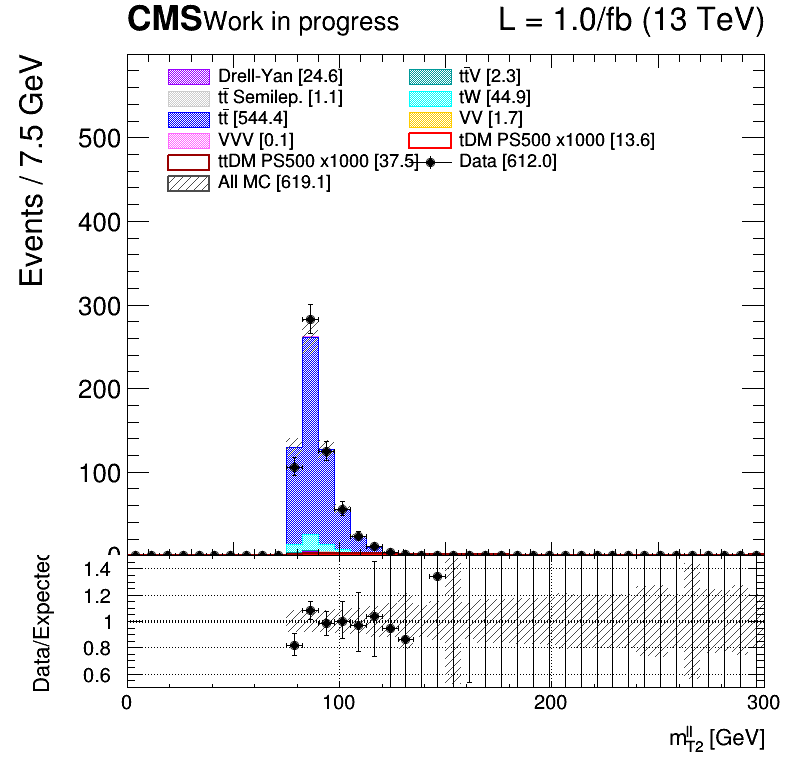 CMS Work in progress L = 1.0/fb (13 TeV)
Events / 7.5 GeV
Drell-Yan [24.6]
tt̄ Semilep. [1.1]
tt̄ [544.4]
VVV [0.1]
ttDM PS500 x1000 [37.5]
All MC [619.1]
tt̄V [2.3]
tW [44.9]
VV [1.7]
tDM PS500 x1000 [13.6]
Data [612.0]
500
400
300
200
100
0
Data/Expected
1.4
1.2
1
0.8
0.6
0 100 200 300
m_{T2}^{ll} [GeV]